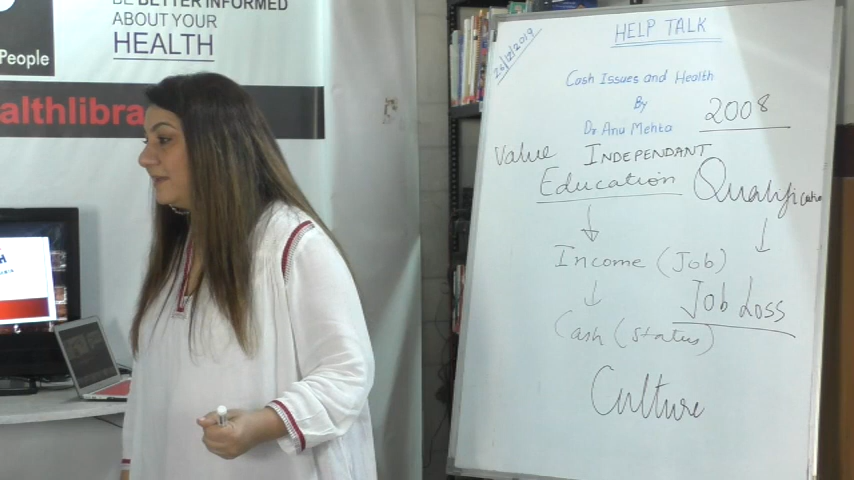 BE BETTER INFORMED
ABOUT YOUR
HEALTH
People
althlibra
HELP TALK
Cash Issues and Health
By
Dr Anu Mehta
2008
Value INDEPENDANT
Education Qualification
Income (Job)
Job Loss
Cash (Status)
Culture